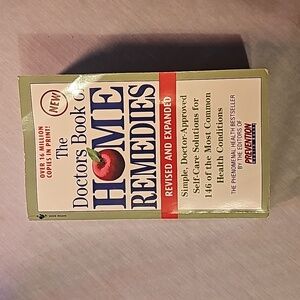 NEW!
OVER 16 MILLION
COPIES IN PRINT!
The
Doctors Book of
HOME
REMEDIES
REVISED AND EXPANDED
Simple, Doctor-Approved
Self-Care Solutions for
146 of the Most Common
Health Conditions
THE PHENOMENAL HEALTH BESTSELLER
BY THE EDITORS OF
PREVENTION